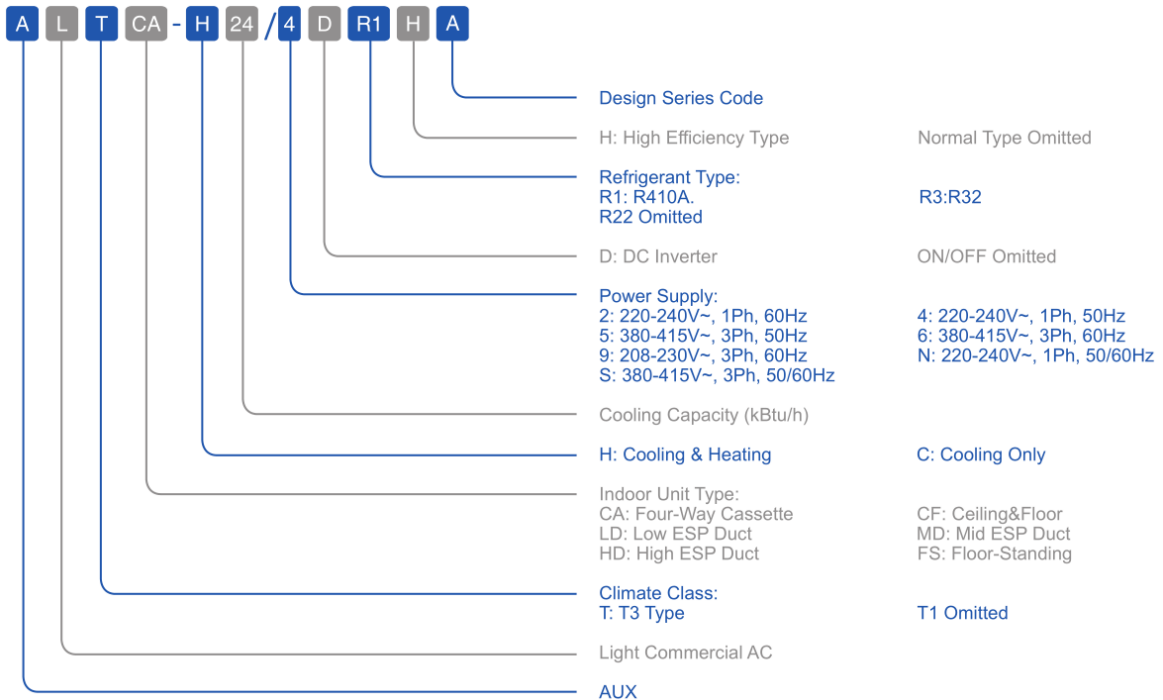 A L T CA - H 24 / 4 D R1 H A
Design Series Code
H: High Efficiency Type Normal Type Omitted
Refrigerant Type:
R1: R410A. R3:R32
R22 Omitted
D: DC Inverter ON/OFF Omitted
Power Supply:
2: 220-240V~, 1Ph, 60Hz 4: 220-240V~, 1Ph, 50Hz
5: 380-415V~, 3Ph, 50Hz 6: 380-415V~, 3Ph, 60Hz
9: 208-230V~, 3Ph, 60Hz N: 220-240V~, 1Ph, 50/60Hz
S: 380-415V~, 3Ph, 50/60Hz
Cooling Capacity (kBtu/h)
H: Cooling & Heating C: Cooling Only
Indoor Unit Type:
CA: Four-Way Cassette CF: Ceiling&Floor
LD: Low ESP Duct MD: Mid ESP Duct
HD: High ESP Duct FS: Floor-Standing
Climate Class:
T: T3 Type T1 Omitted
Light Commercial AC
AUX